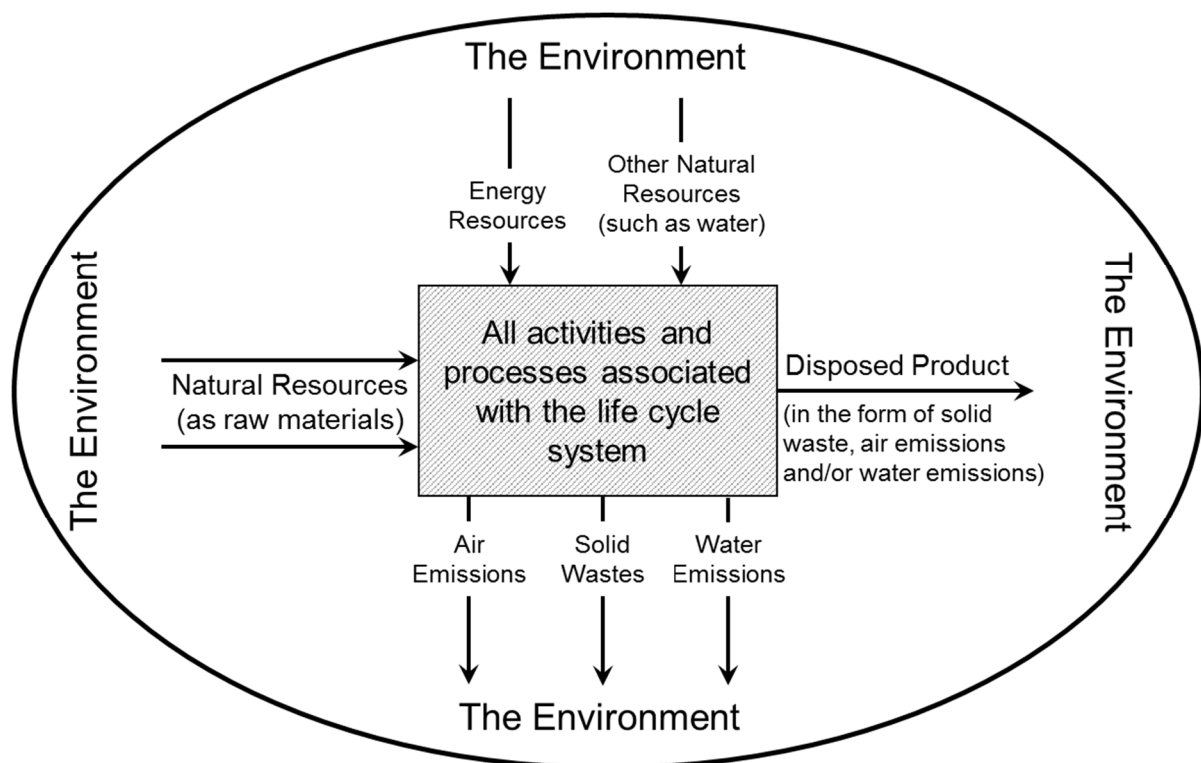 The Environment
Energy
Resources
Other Natural
Resources
(such as water)
The Environment
Natural Resources
(as raw materials)
All activities and
processes associated
with the life cycle
system
Disposed Product
(in the form of solid
waste, air emissions
and/or water emissions)
The Environment
Air
Emissions
Solid
Wastes
Water
Emissions
The Environment